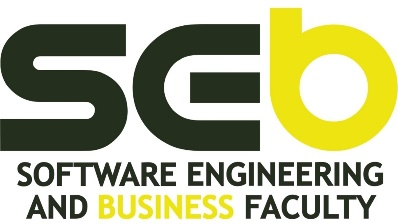 SEb
SOFTWARE ENGINEERING
AND BUSINESS FACULTY